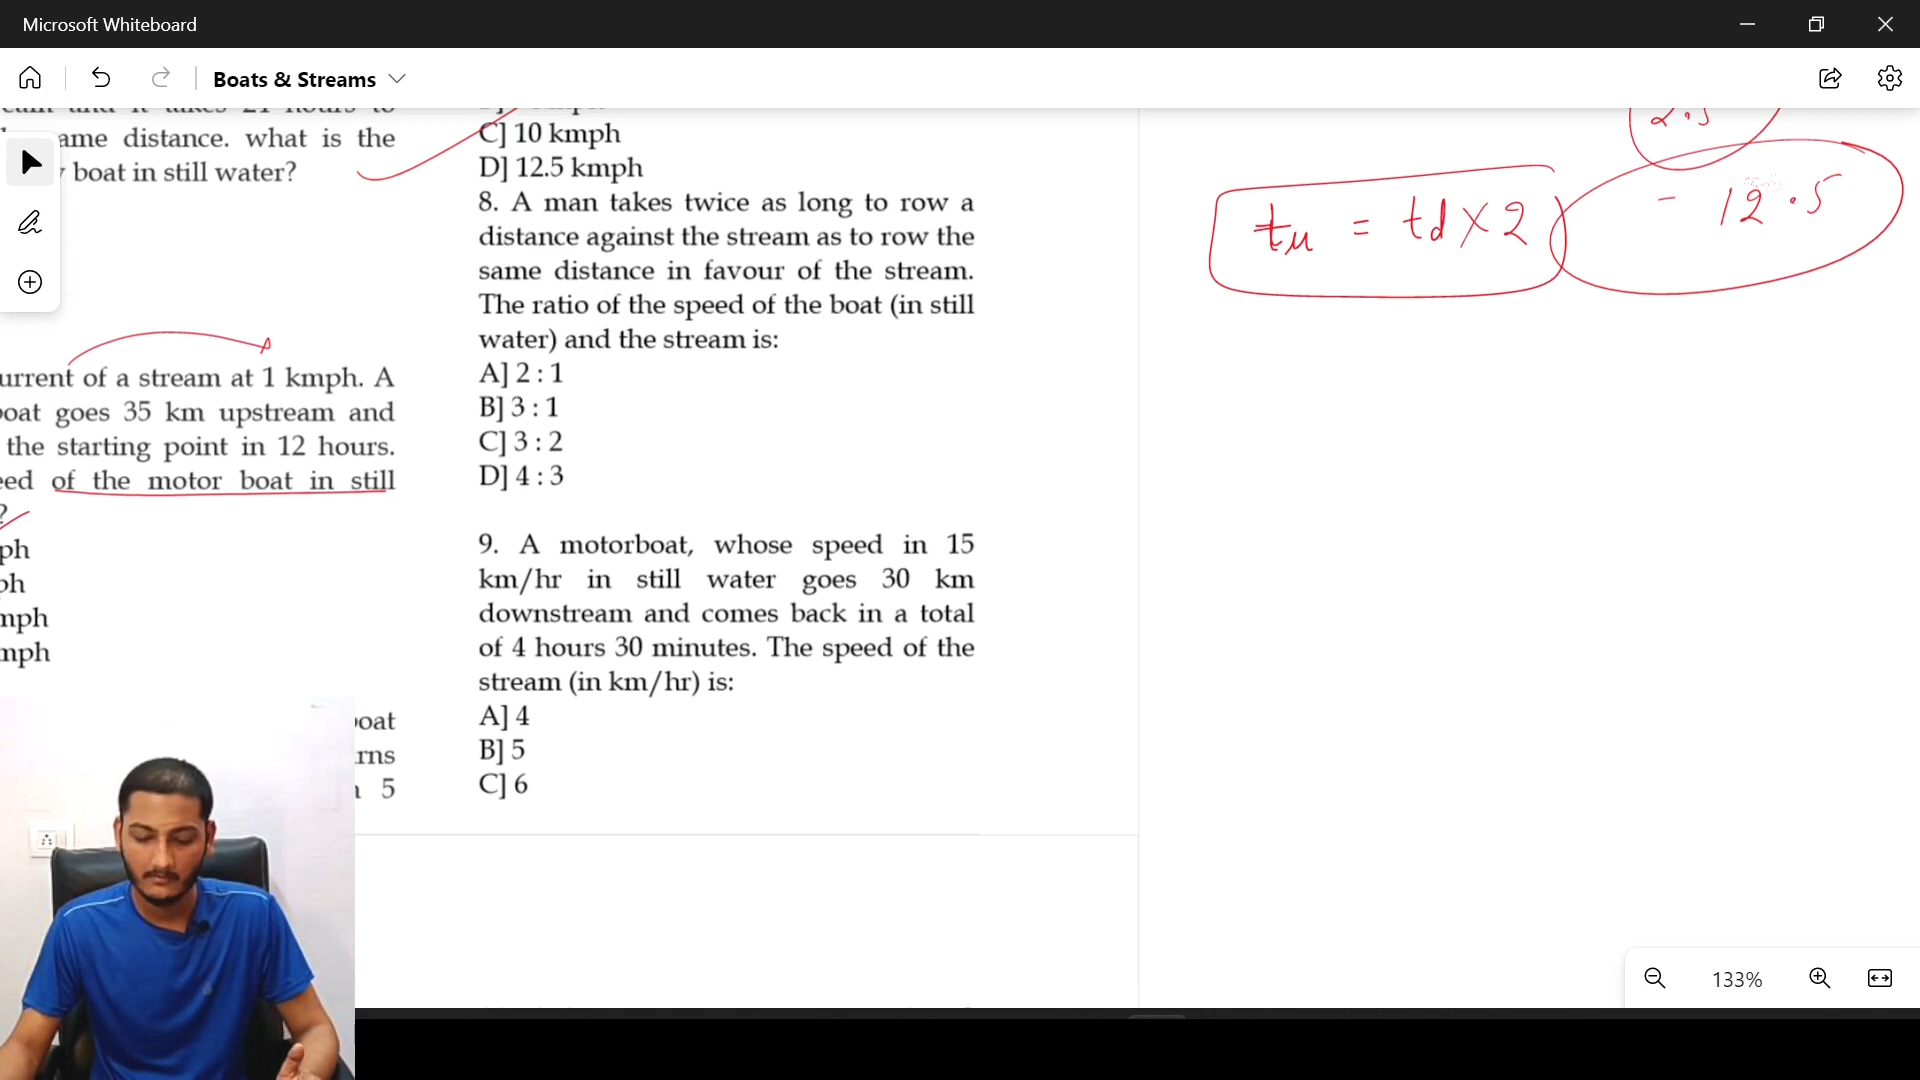 Microsoft Whiteboard
Boats & Streams
ame distance. what is the
boat in still water?
urrent of a stream at 1 kmph. A
oat goes 35 km upstream and
the starting point in 12 hours.
eed of the motor boat in still
?
ph
ph
mph
mph
oat
rns
5
C] 10 kmph
D] 12.5 kmph
8. A man takes twice as long to row a
distance against the stream as to row the
same distance in favour of the stream.
The ratio of the speed of the boat (in still
water) and the stream is:
A] 2 : 1
B] 3 : 1
C] 3 : 2
D] 4 : 3
9. A motorboat, whose speed in 15
km/hr in still water goes 30 km
downstream and comes back in a total
of 4 hours 30 minutes. The speed of the
stream (in km/hr) is:
A] 4
B] 5
C] 6
2.5
tu = td × 2
- 12.5
133%